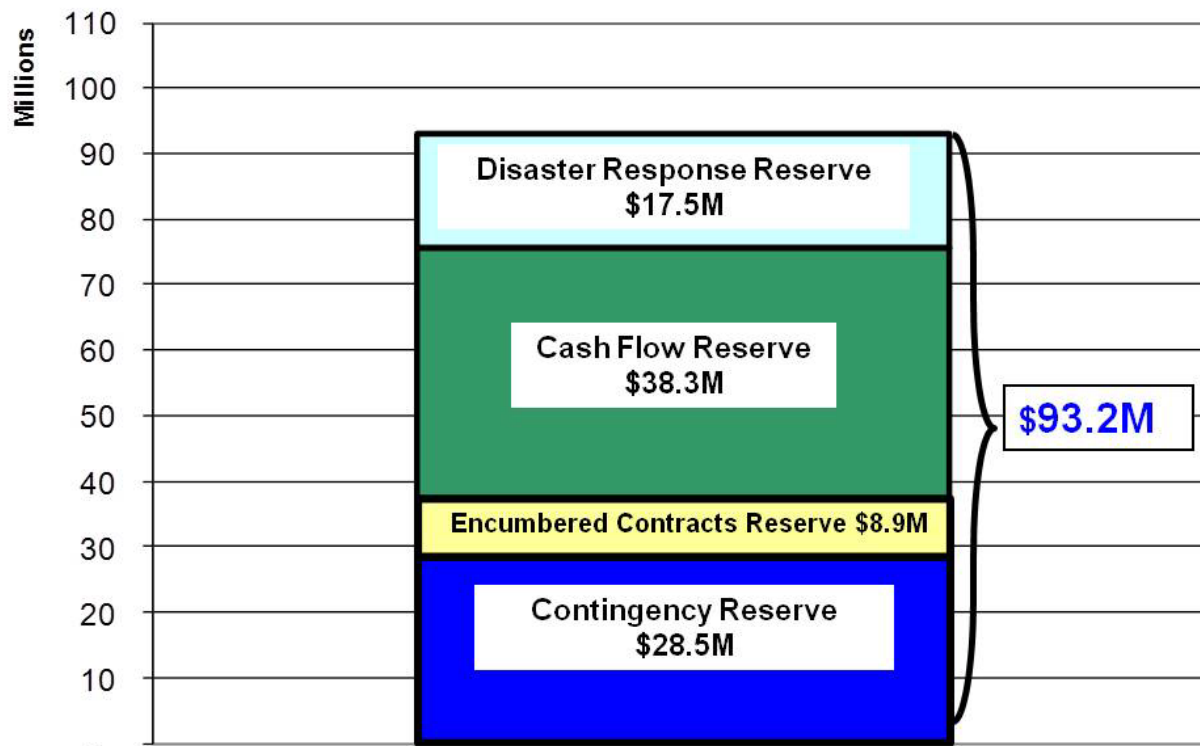 Millions
110
100
90
80
70
60
50
40
30
20
10
Disaster Response Reserve
$17.5M
Cash Flow Reserve
$38.3M
Encumbered Contracts Reserve $8.9M
Contingency Reserve
$28.5M
$93.2M